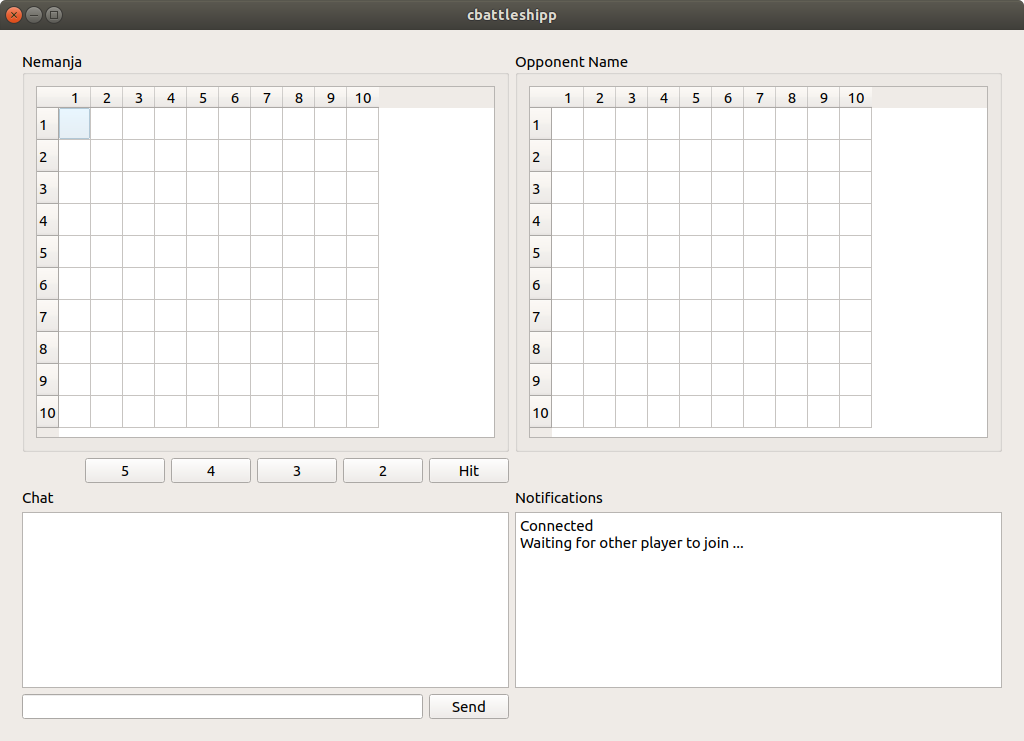 cbattleshipp
Nemanja
1 2 3 4 5 6 7 8 9 10
1
2
3
4
5
6
7
8
9
10
Opponent Name
1 2 3 4 5 6 7 8 9 10
1
2
3
4
5
6
7
8
9
10
5 4 3 2 Hit
Chat
Send
Notifications
Connected
Waiting for other player to join ...